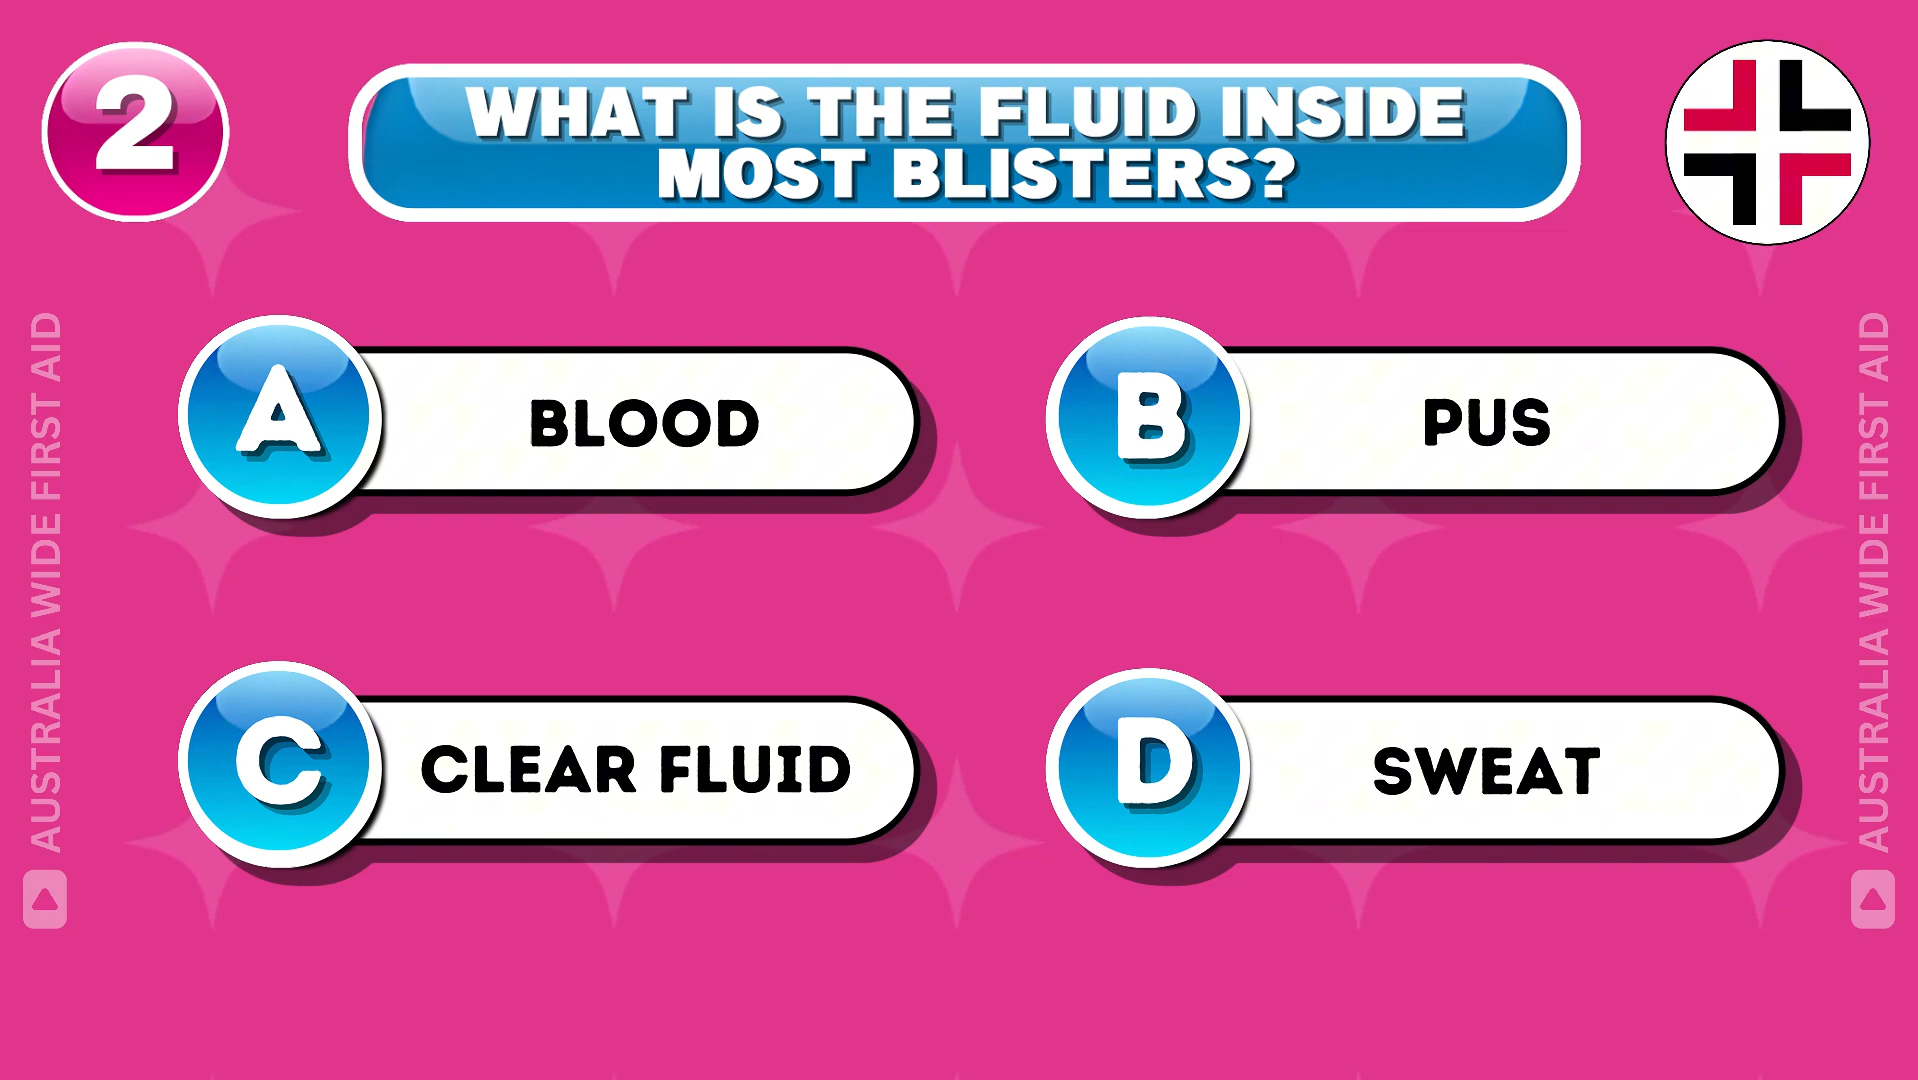 2
WHAT IS THE FLUID INSIDE
MOST BLISTERS?
A
BLOOD
B
PUS
C
CLEAR FLUID
D
SWEAT
AUSTRALIA WIDE FIRST AID
AUSTRALIA WIDE FIRST AID